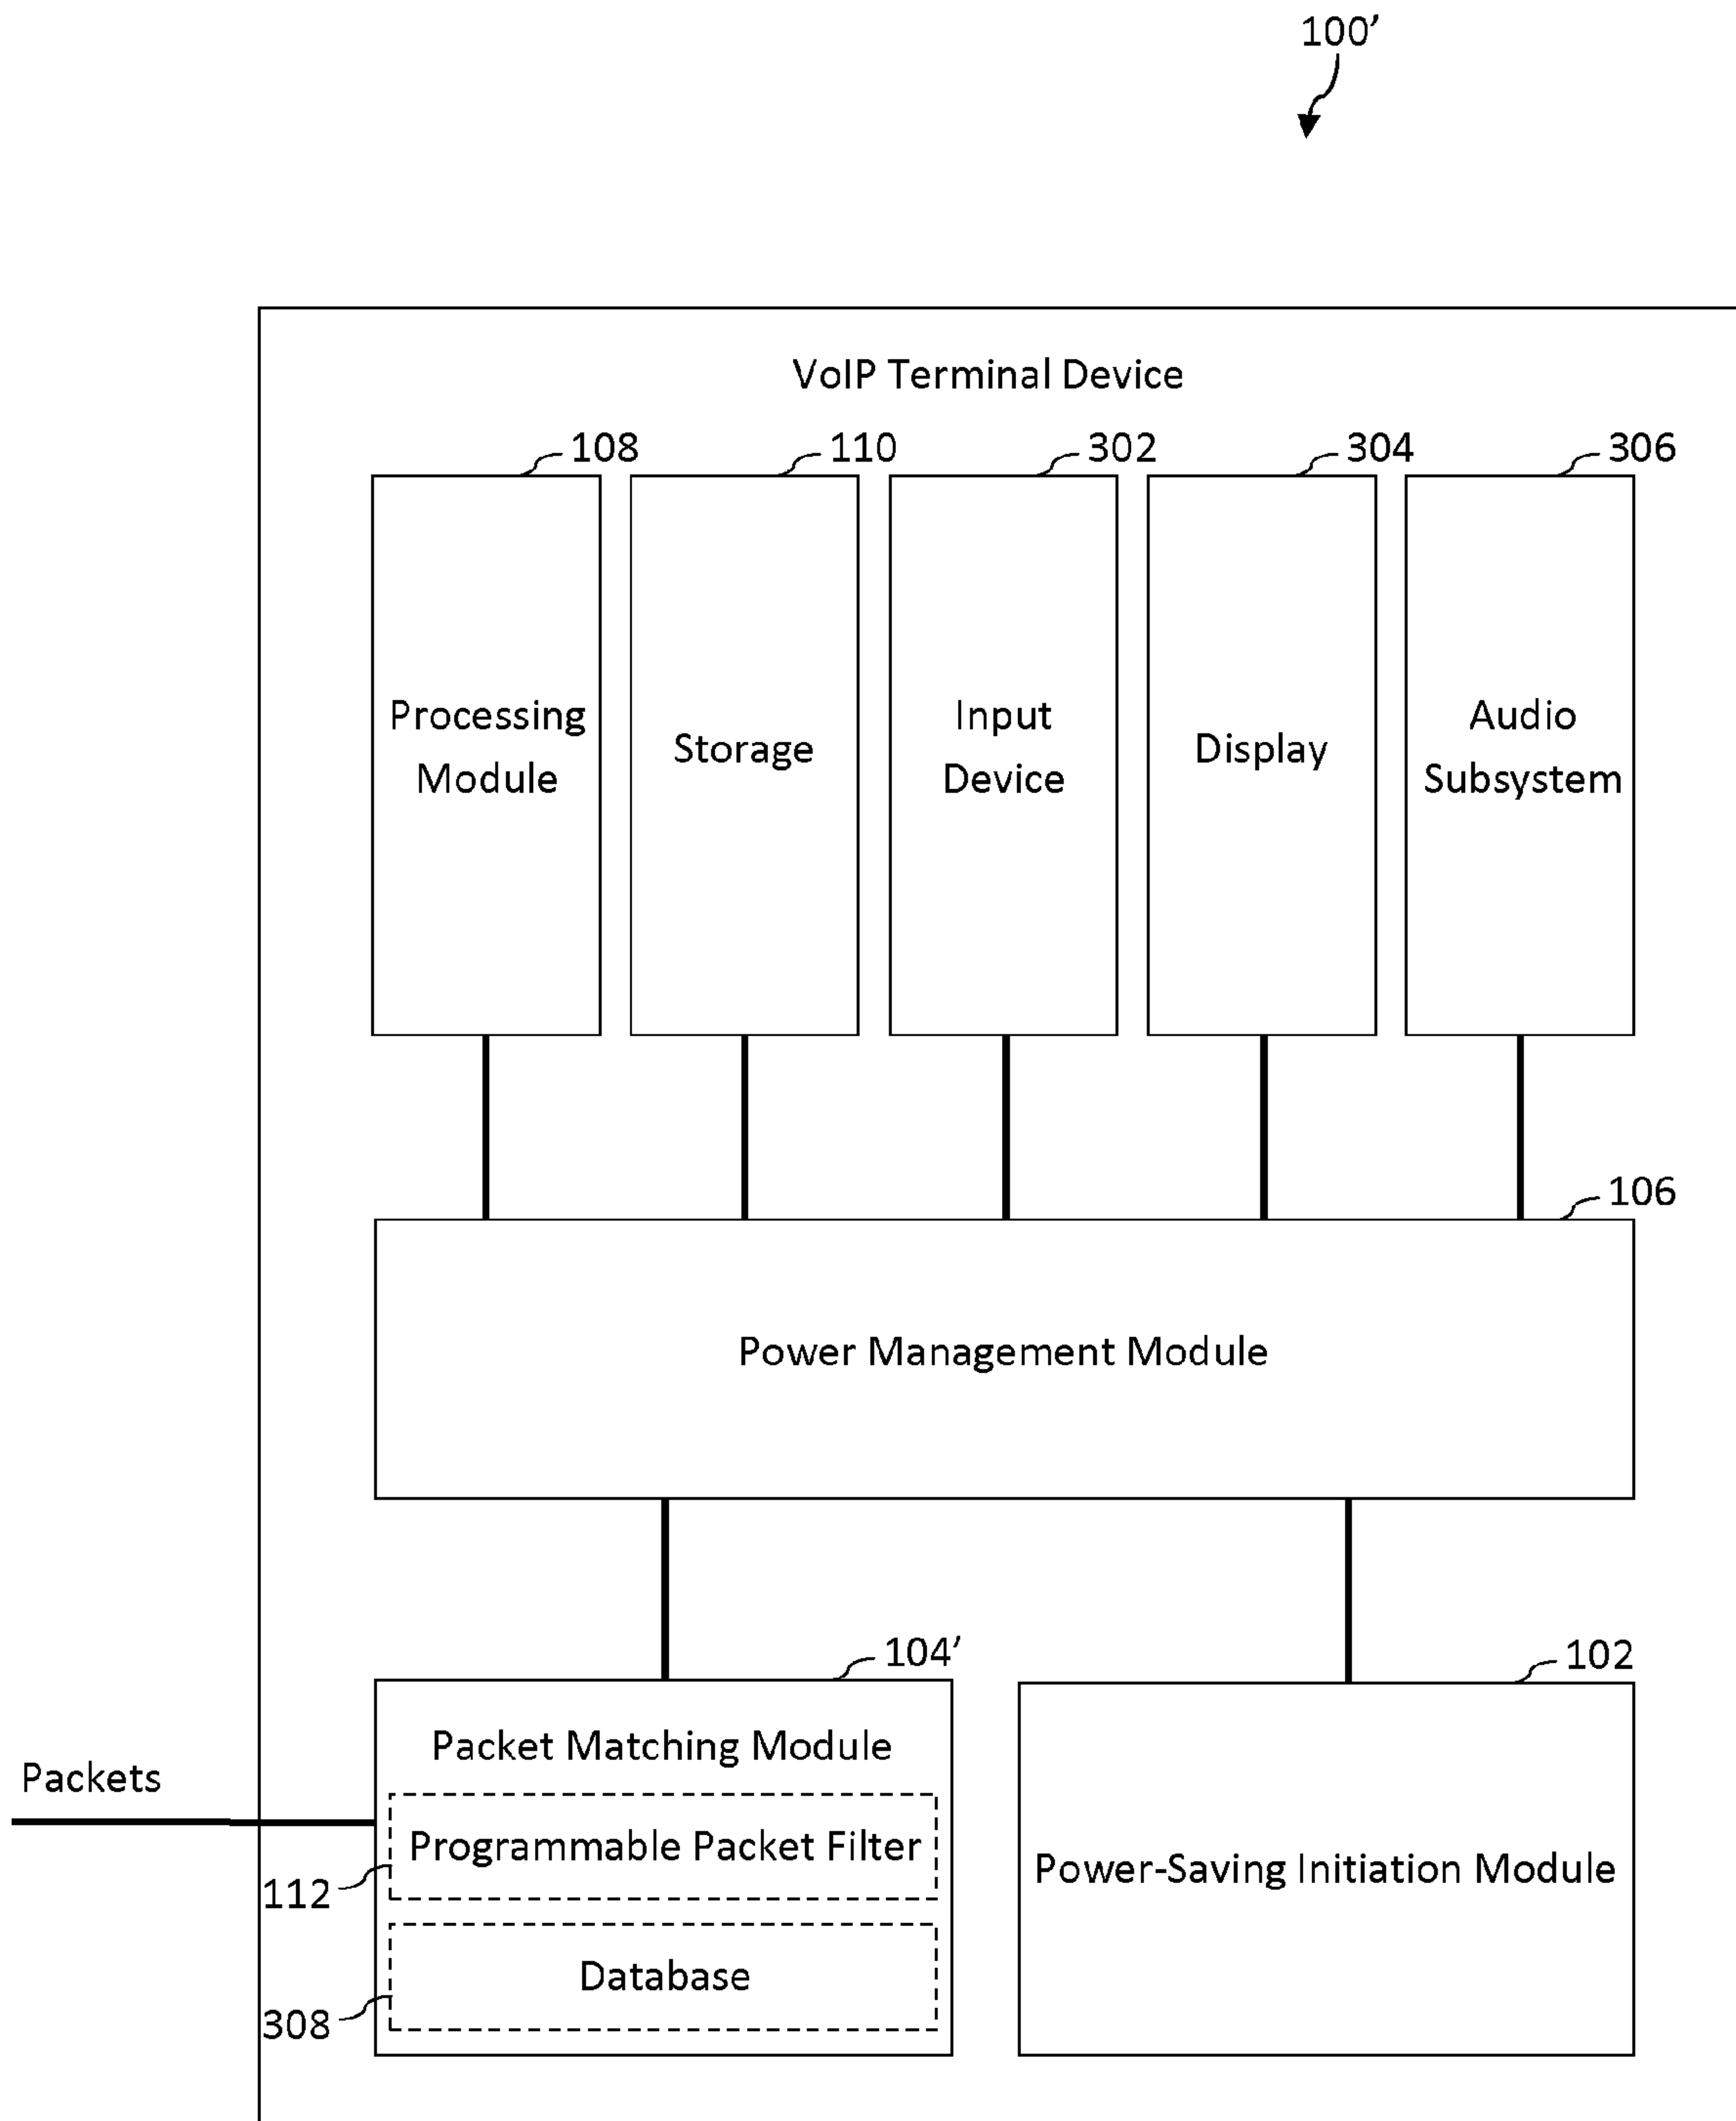 100’
VoIP Terminal Device
108
110
302
304
306
Processing
Module
Storage
Input
Device
Display
Audio
Subsystem
106
Power Management Module
104’
102
Packet Matching Module
Packets
Programmable Packet Filter
112
Power-Saving Initiation Module
Database
308